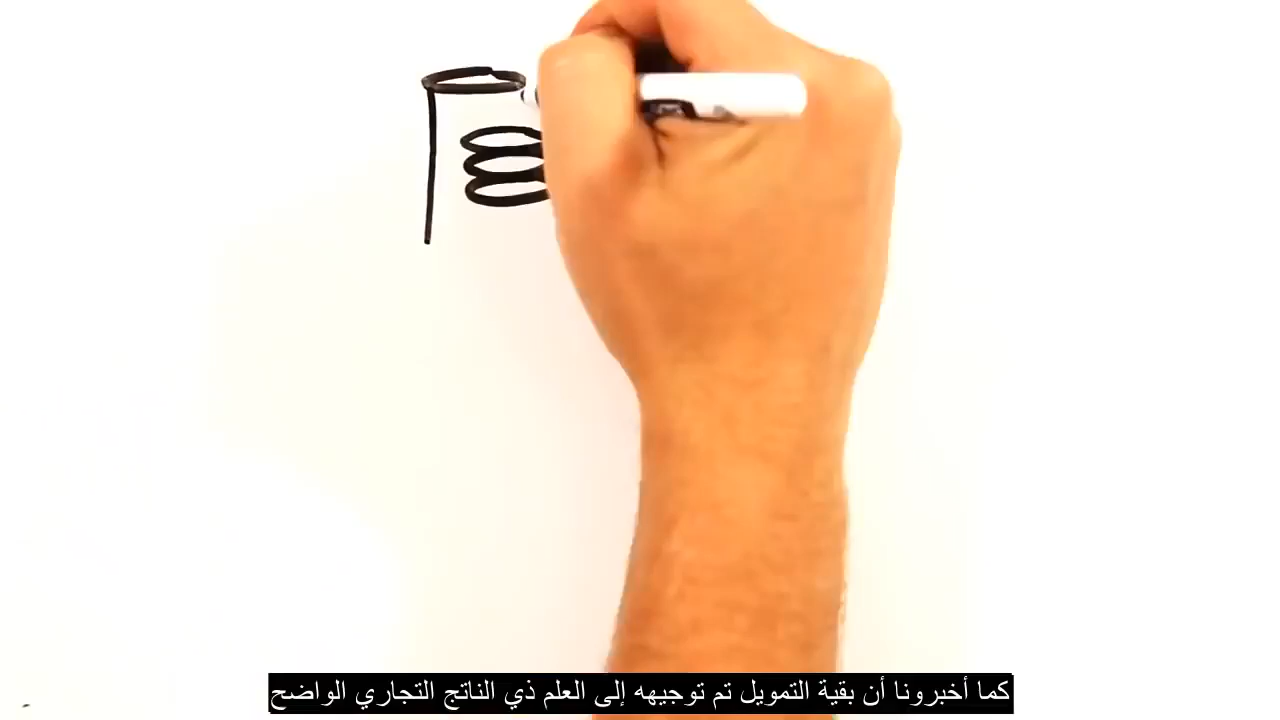 كما أخبرونا أن بقية التمويل تم توجيهه إلى العلم ذي الناتج التجاري الواضح